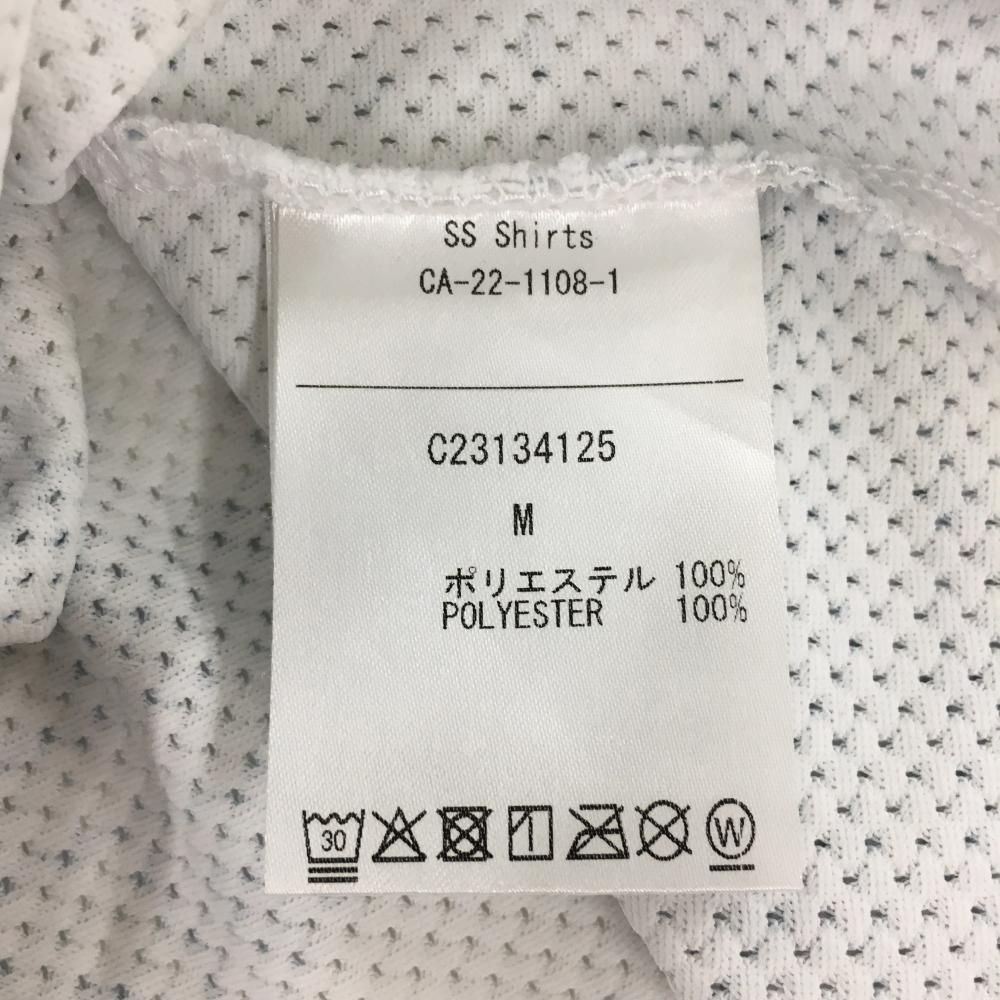 SS Shirts
CA-22-1108-1
C23134125
M
ポリエステル 100%
POLYESTER 100%
30 W